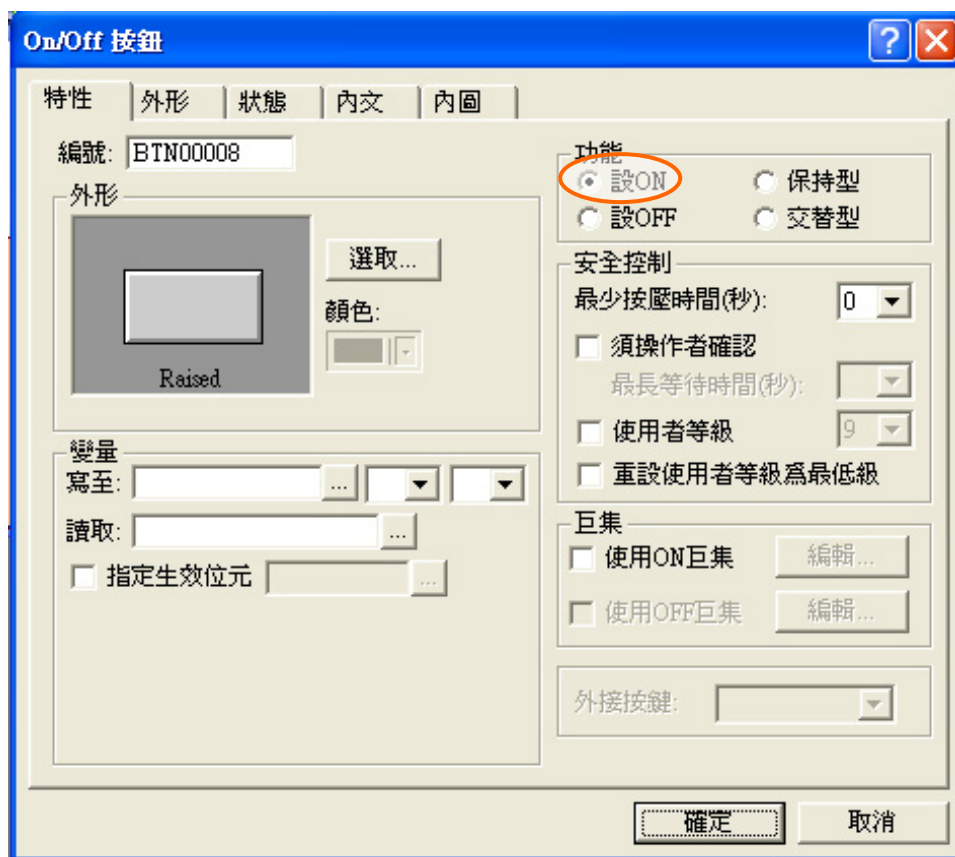 On/Off 按鈕
特性 外形 狀態 內文 內圖
編號: BTN00008
外形
Raised
選取...
顏色:
變量
寫至: ...
讀取: ...
指定生效位元 ...
功能
設ON 保持型
設OFF 交替型
安全控制
最少按壓時間(秒): 0
須操作者確認
最長等待時間(秒):
使用者等級 9
重設使用者等級爲最低級
巨集
使用ON巨集 編輯...
使用OFF巨集 編輯...
外接按鍵:
確定 取消